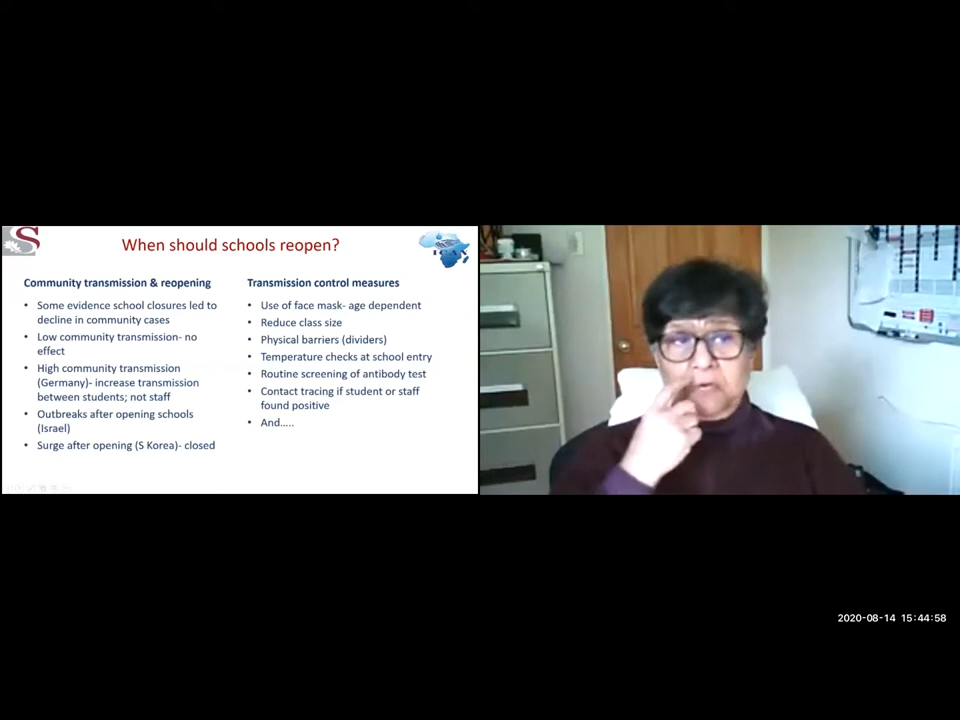 S
When should schools reopen?
Community transmission & reopening
• Some evidence school closures led to
decline in community cases
• Low community transmission- no
effect
• High community transmission
(Germany)- increase transmission
between students; not staff
• Outbreaks after opening schools
(Israel)
• Surge after opening (S Korea)- closed
Transmission control measures
• Use of face mask- age dependent
• Reduce class size
• Physical barriers (dividers)
• Temperature checks at school entry
• Routine screening of antibody test
• Contact tracing if student or staff
found positive
• And.....
2020-08-14 15:44:58